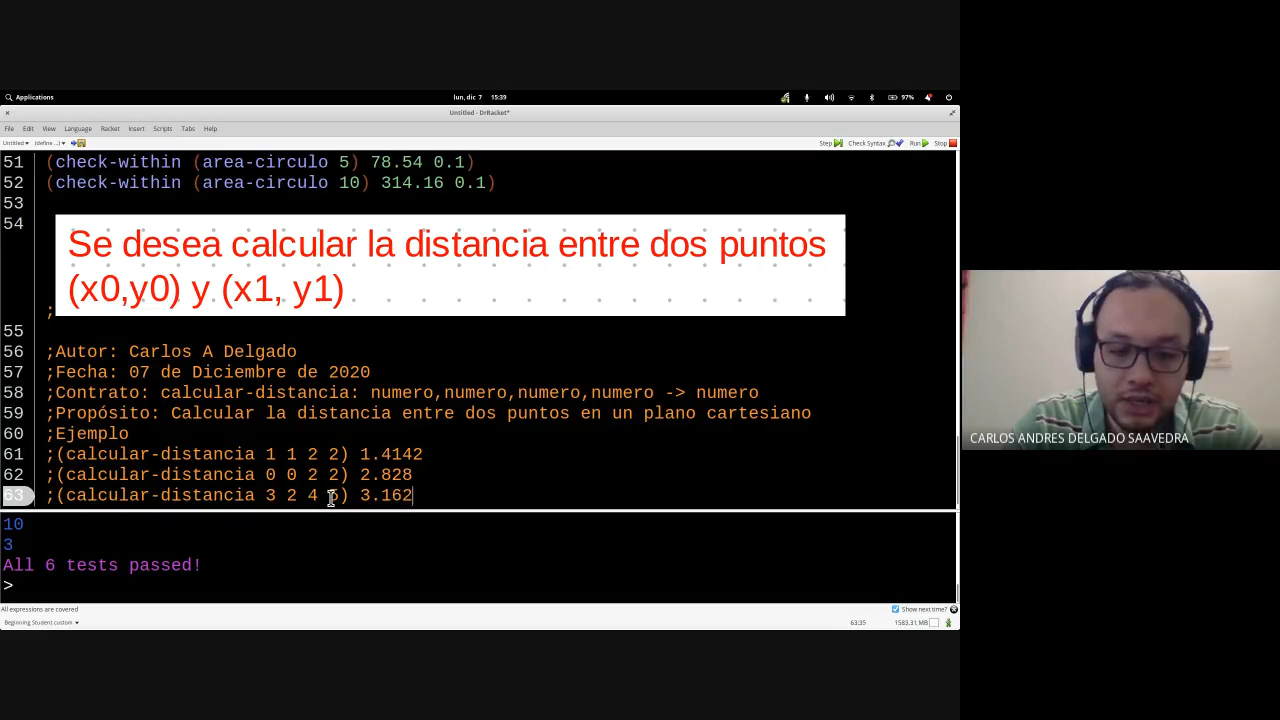 Applications
lun, dic 7 15:39
97%
Untitled - DrRacket*
File Edit View Language Racket Insert Scripts Tabs Help
Untitled (define ...)
Step Check Syntax Run Stop
51 (check-within (area-circulo 5) 78.54 0.1)
52 (check-within (area-circulo 10) 314.16 0.1)
53
54
Se desea calcular la distancia entre dos puntos
(x0,y0) y (x1, y1)
;
55
56 ;Autor: Carlos A Delgado
57 ;Fecha: 07 de Diciembre de 2020
58 ;Contrato: calcular-distancia: numero,numero,numero,numero -> numero
59 ;Propósito: Calcular la distancia entre dos puntos en un plano cartesiano
60 ;Ejemplo
61 ;(calcular-distancia 1 1 2 2) 1.4142
62 ;(calcular-distancia 0 0 2 2) 2.828
63 ;(calcular-distancia 3 2 4 ) 3.162
CARLOS ANDRES DELGADO SAAVEDRA
10
3
All 6 tests passed!
>
All expressions are covered
Show next time?
Beginning Student custom
63:35
1583.31 MB